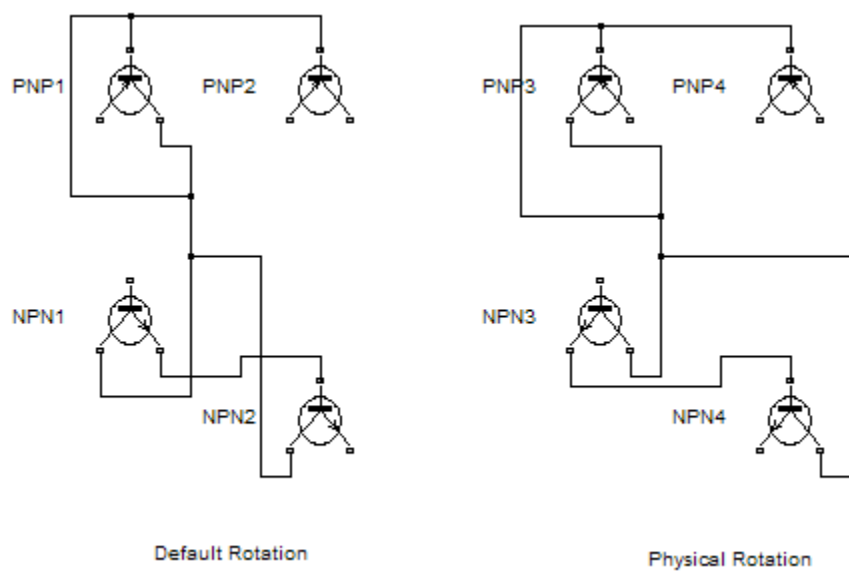 PNP1
PNP2
PNP3
PNP4
NPN1
NPN3
NPN2
NPN4
Default Rotation
Physical Rotation